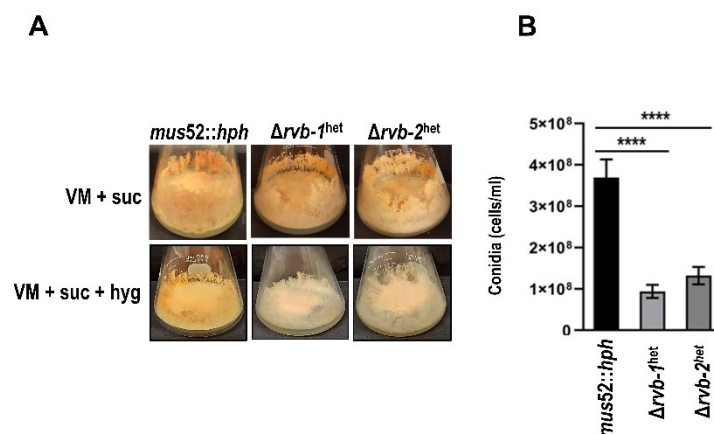 A
B
mus52::hph Δrvb-1het Δrvb-2het
VM + suc
VM + suc + hyg
Conidia (cells/ml)
5×10⁸
4×10⁸
3×10⁸
2×10⁸
1×10⁸
0
****
****
mus52::hph
Δrvb-1het
Δrvb-2het